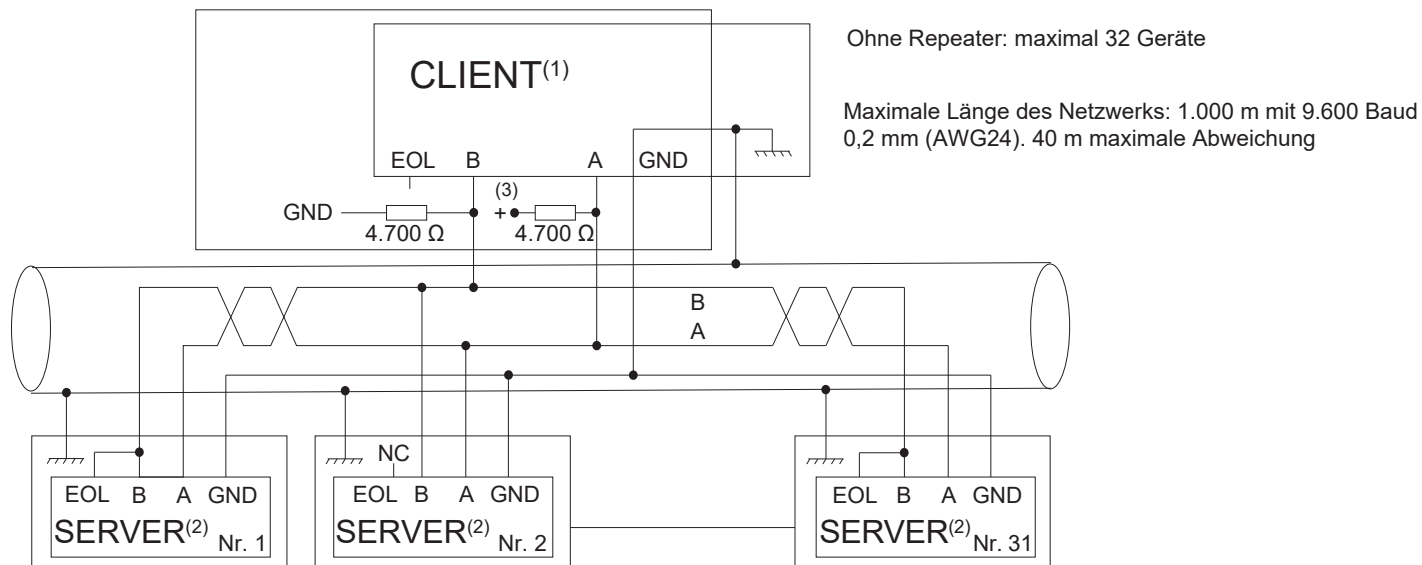 Ohne Repeater: maximal 32 Geräte
CLIENT(1)
Maximale Länge des Netzwerks: 1.000 m mit 9.600 Baud
0,2 mm (AWG24). 40 m maximale Abweichung
EOL B A GND
(3)
GND +
4.700 Ω 4.700 Ω
B
A
NC
EOL B A GND
SERVER(2) Nr. 1
EOL B A GND
SERVER(2) Nr. 2
EOL B A GND
SERVER(2) Nr. 31